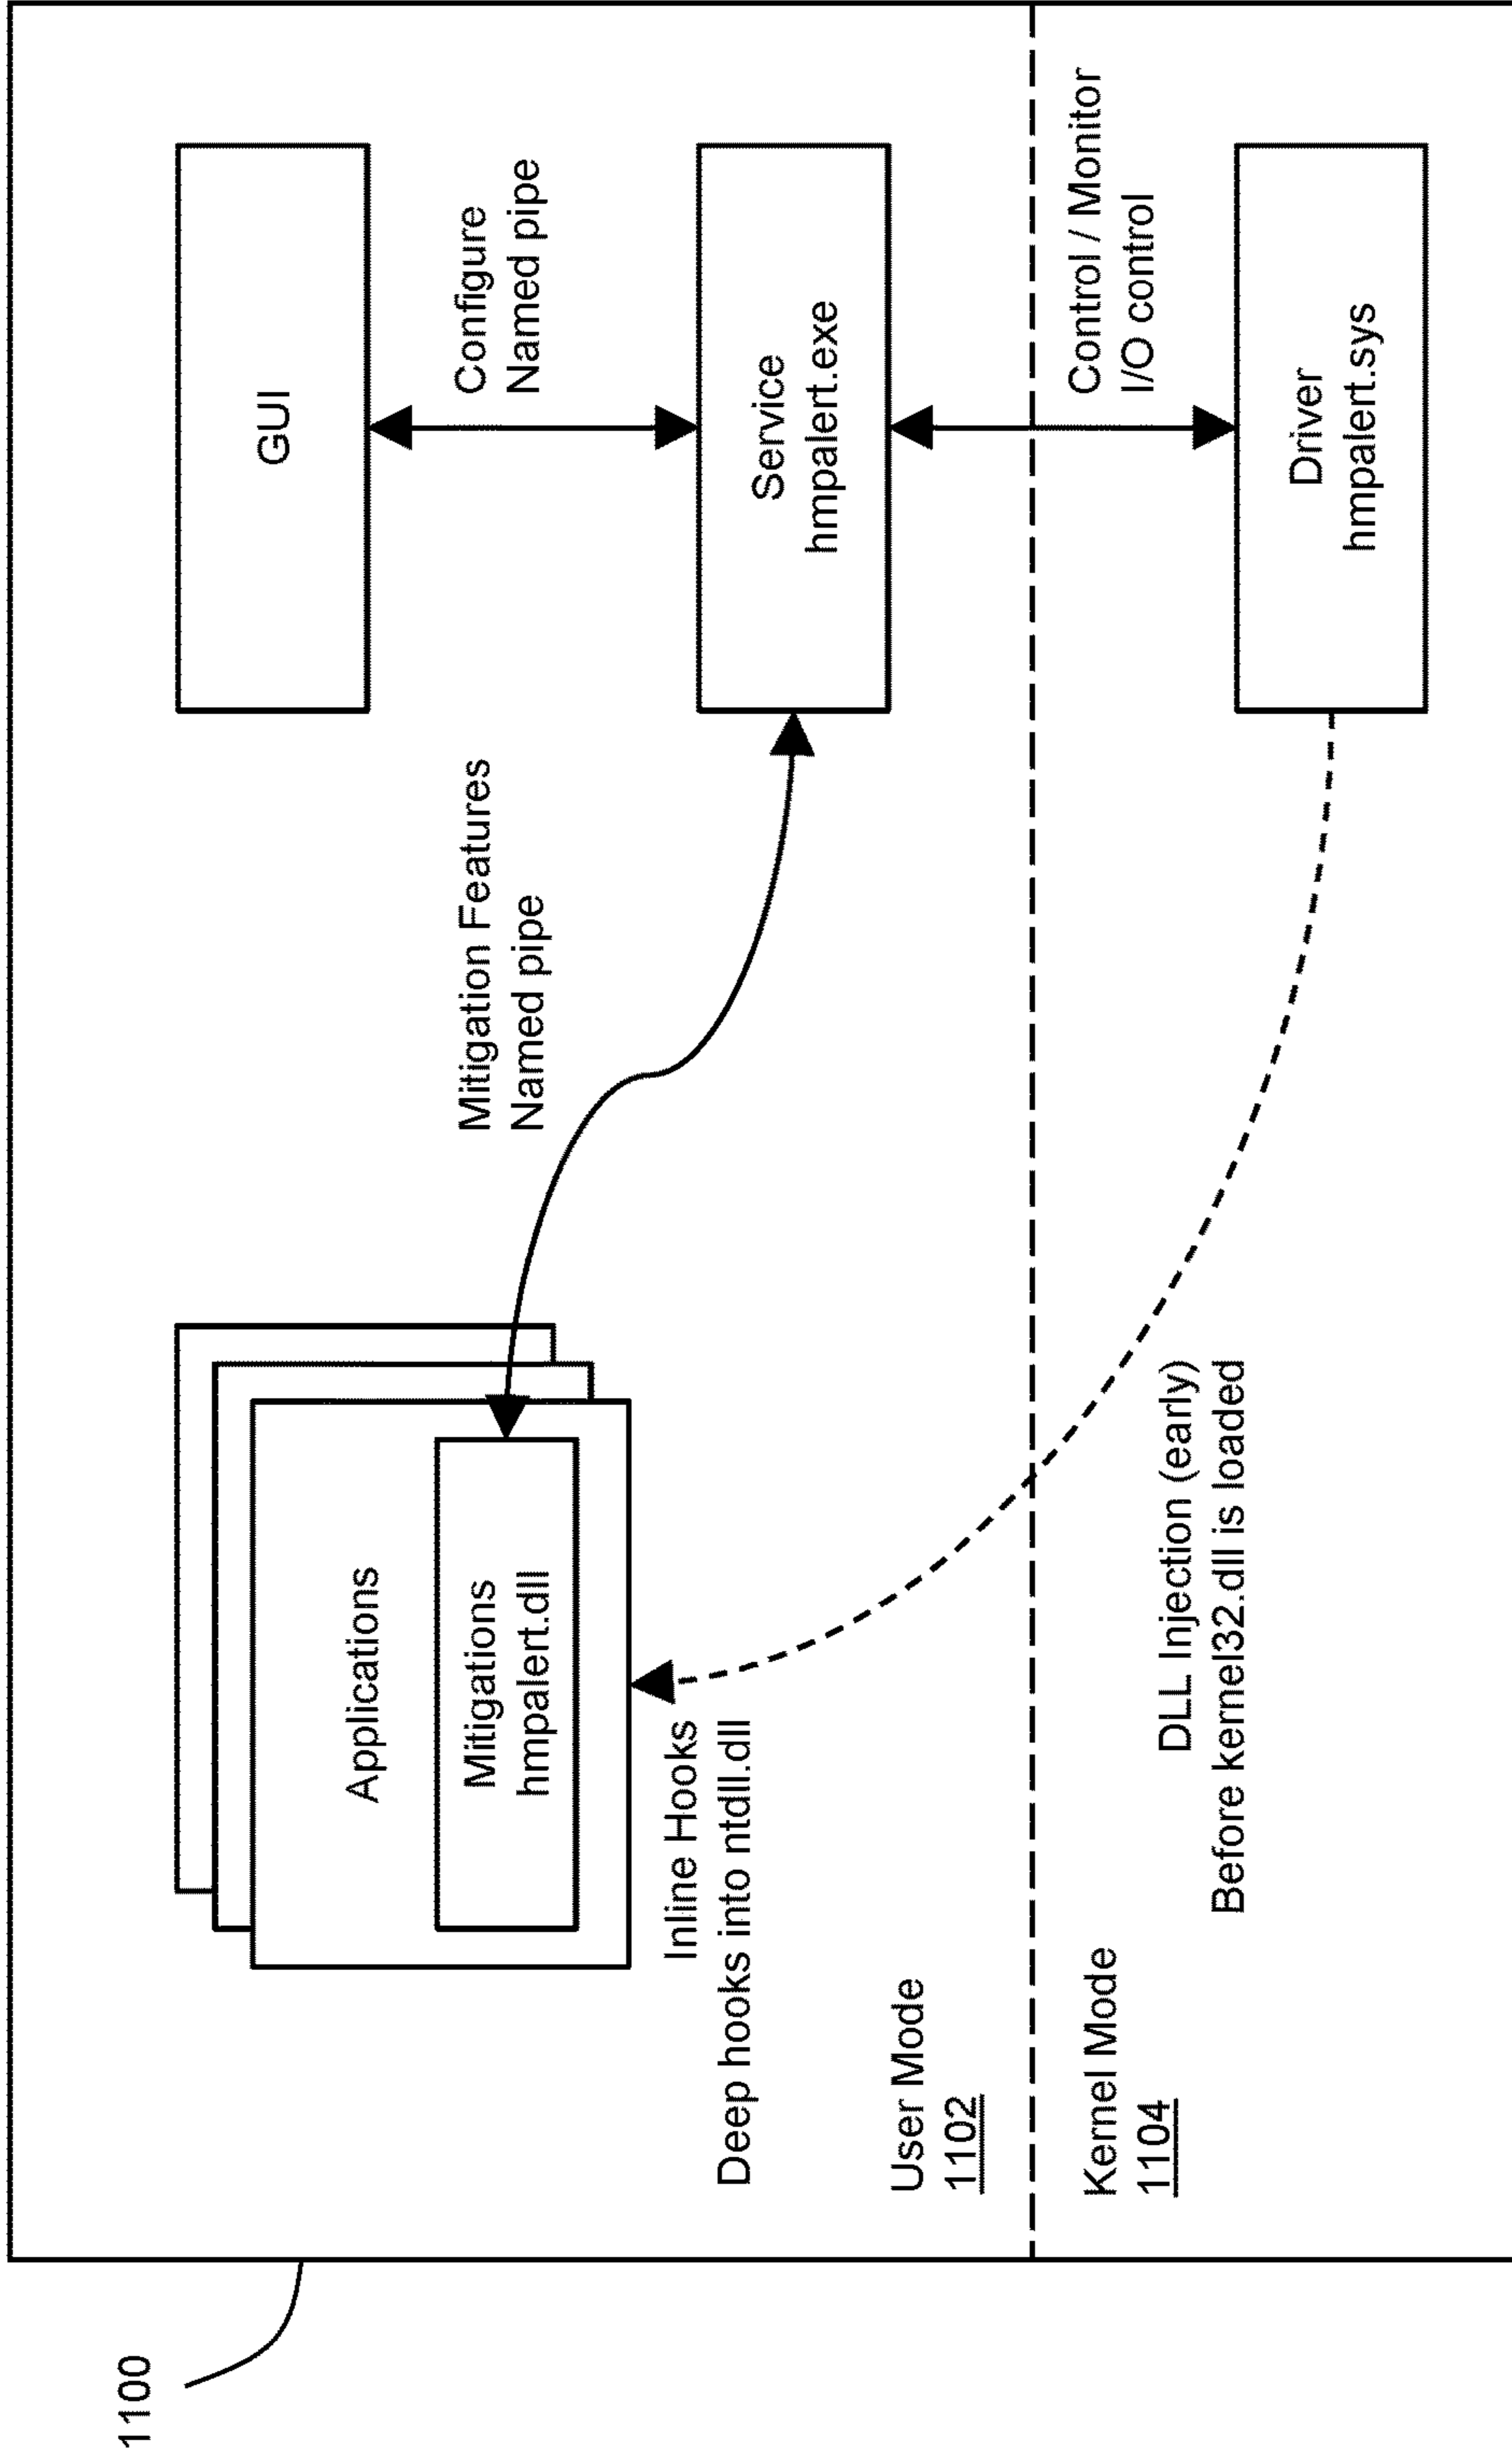 1100
Applications
Mitigations
hmpalert.dll
Inline Hooks
Deep hooks into ntdll.dll
Mitigation Features
Named pipe
GUI
Configure
Named pipe
Service
hmpalert.exe
User Mode
1102
Kernel Mode
1104
DLL Injection (early)
Before kernel32.dll is loaded
Control / Monitor
I/O control
Driver
hmpalert.sys